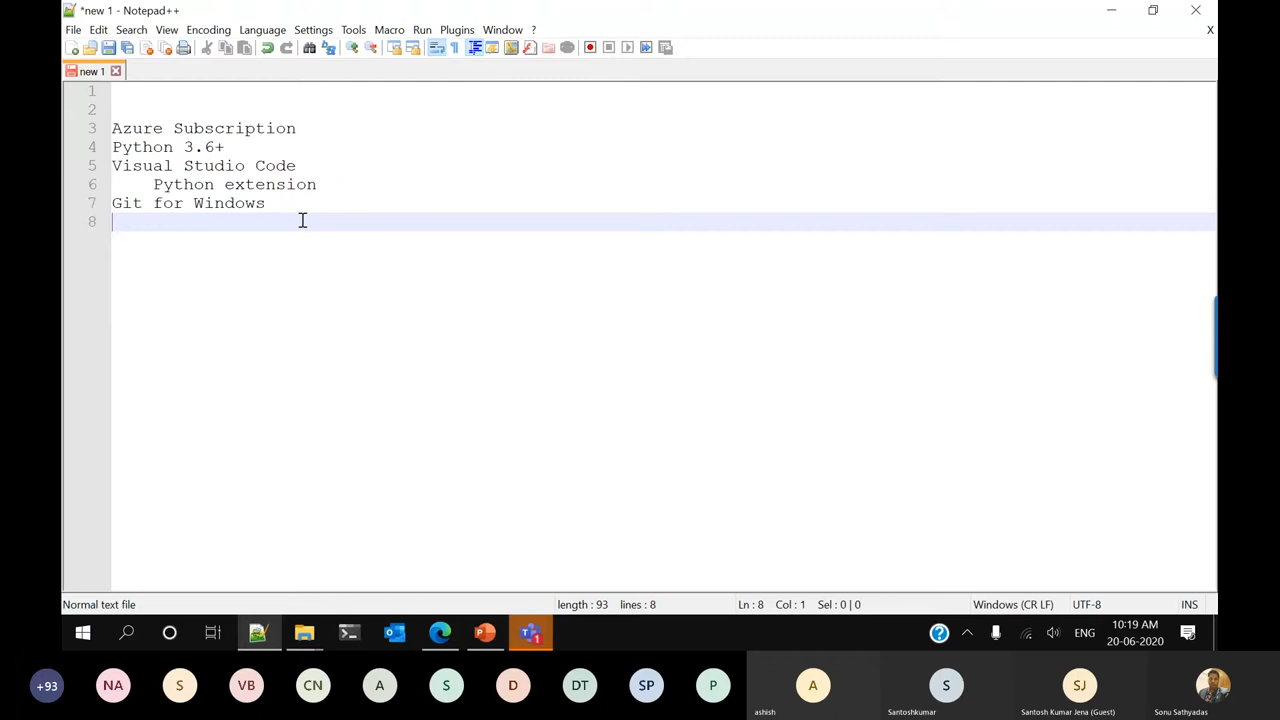 *new 1 - Notepad++
File Edit Search View Encoding Language Settings Tools Macro Run Plugins Window ? X
new 1
1
2
3 Azure Subscription
4 Python 3.6+
5 Visual Studio Code
6 Python extension
7 Git for Windows
8
Normal text file length : 93 lines : 8 Ln : 8 Col : 1 Sel : 0 | 0 Windows (CR LF) UTF-8 INS
ENG 10:19 AM
20-06-2020
+93 NA S VB CN A S D DT SP P A S SJ
ashish Santoshkumar Santosh Kumar Jena (Guest) Sonu Sathyadas